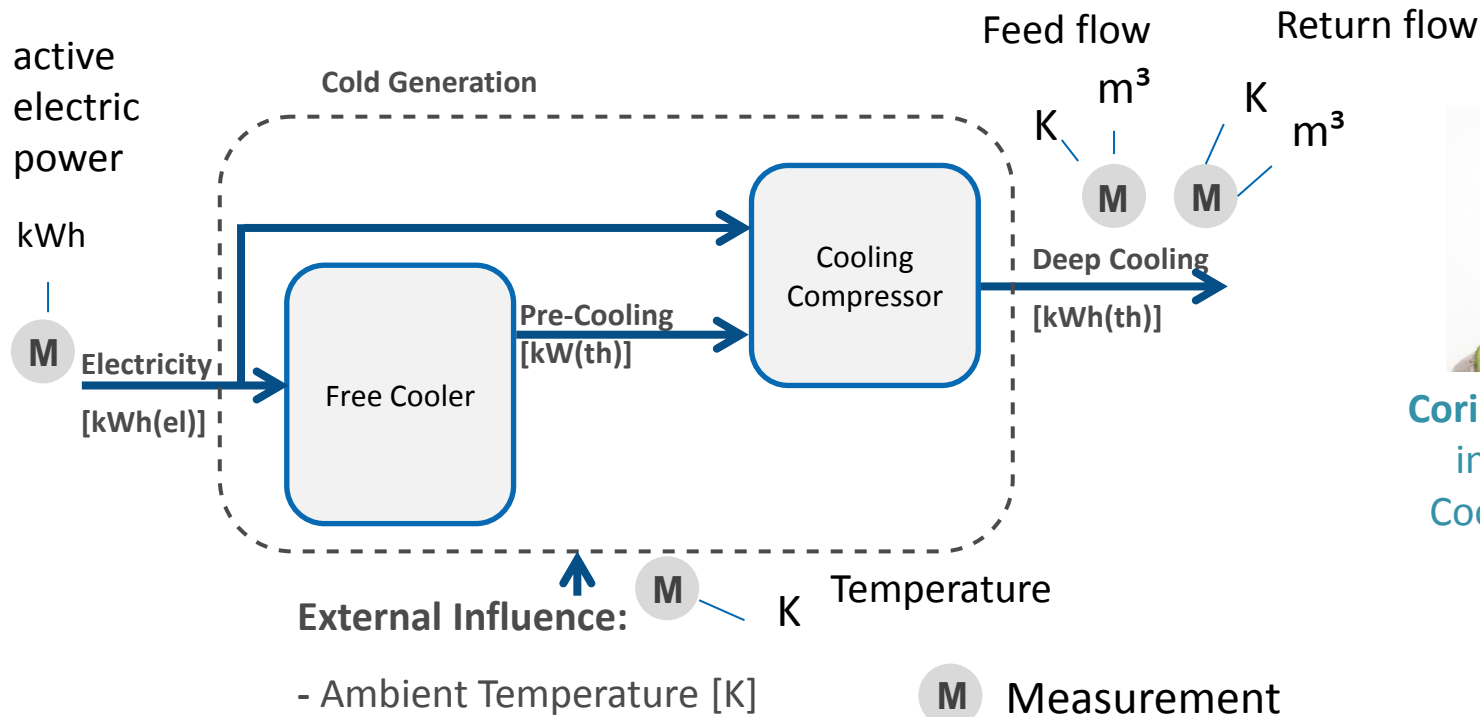 active
electric
power
kWh
M
Electricity
[kWh(el)]
Cold Generation
Free Cooler
Pre-Cooling
[kW(th)]
Cooling
Compressor
Feed flow
Return flow
K
m³
K
m³
M
M
Deep Cooling
[kWh(th)]
External Influence:
- Ambient Temperature [K]
M
K
Temperature
M
Measurement